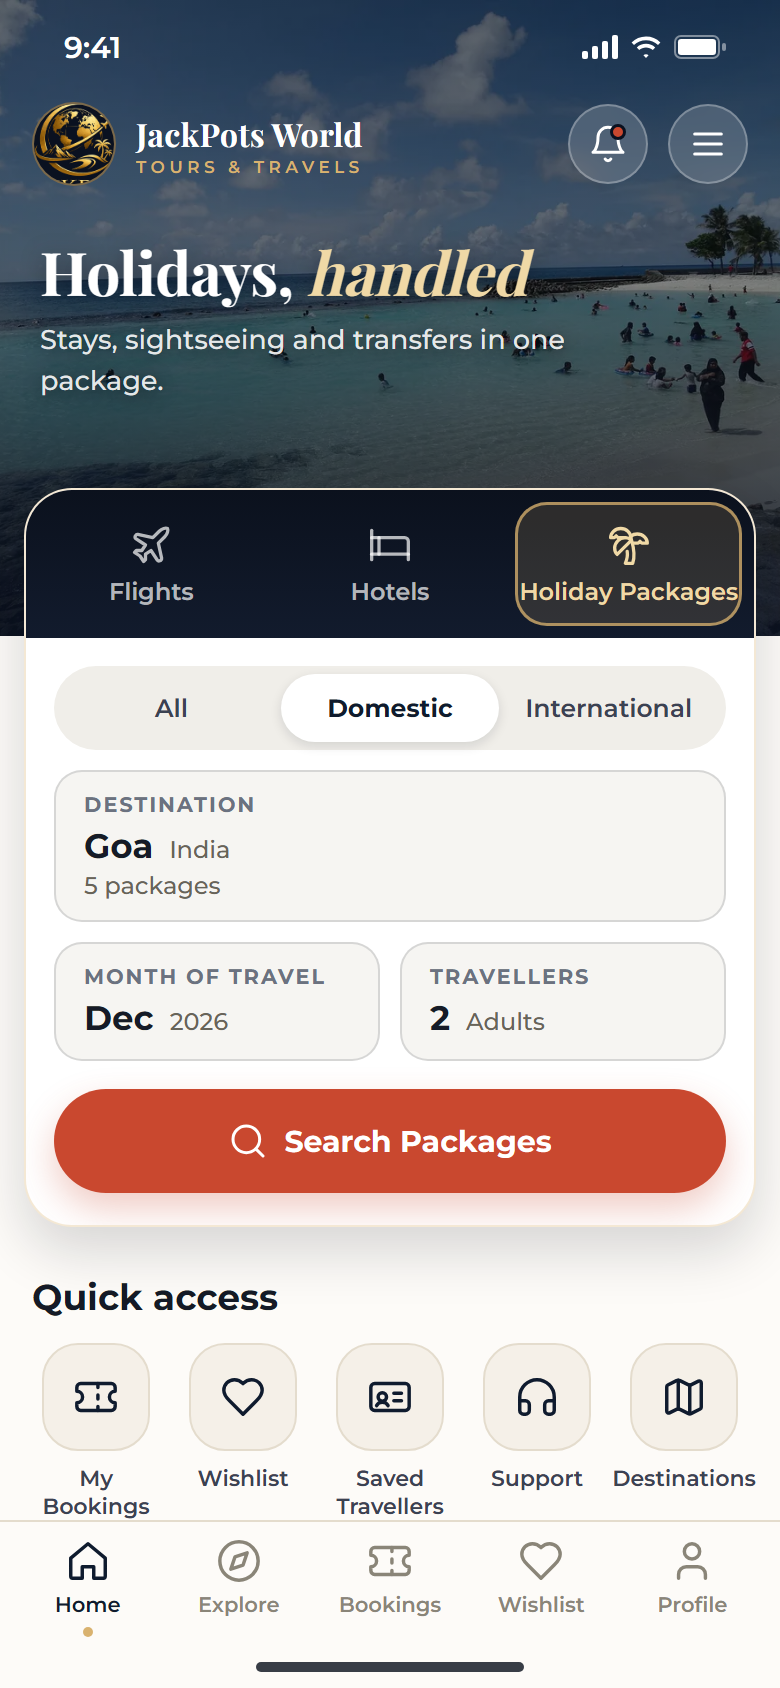 9:41
JackPots World
TOURS & TRAVELS
Holidays, handled
Stays, sightseeing and transfers in one
package.
Flights
Hotels
Holiday Packages
All
Domestic
International
DESTINATION
Goa India
5 packages
MONTH OF TRAVEL
Dec 2026
TRAVELLERS
2 Adults
Search Packages
Quick access
My
Bookings
Wishlist
Saved
Travellers
Support
Destinations
Home
Explore
Bookings
Wishlist
Profile